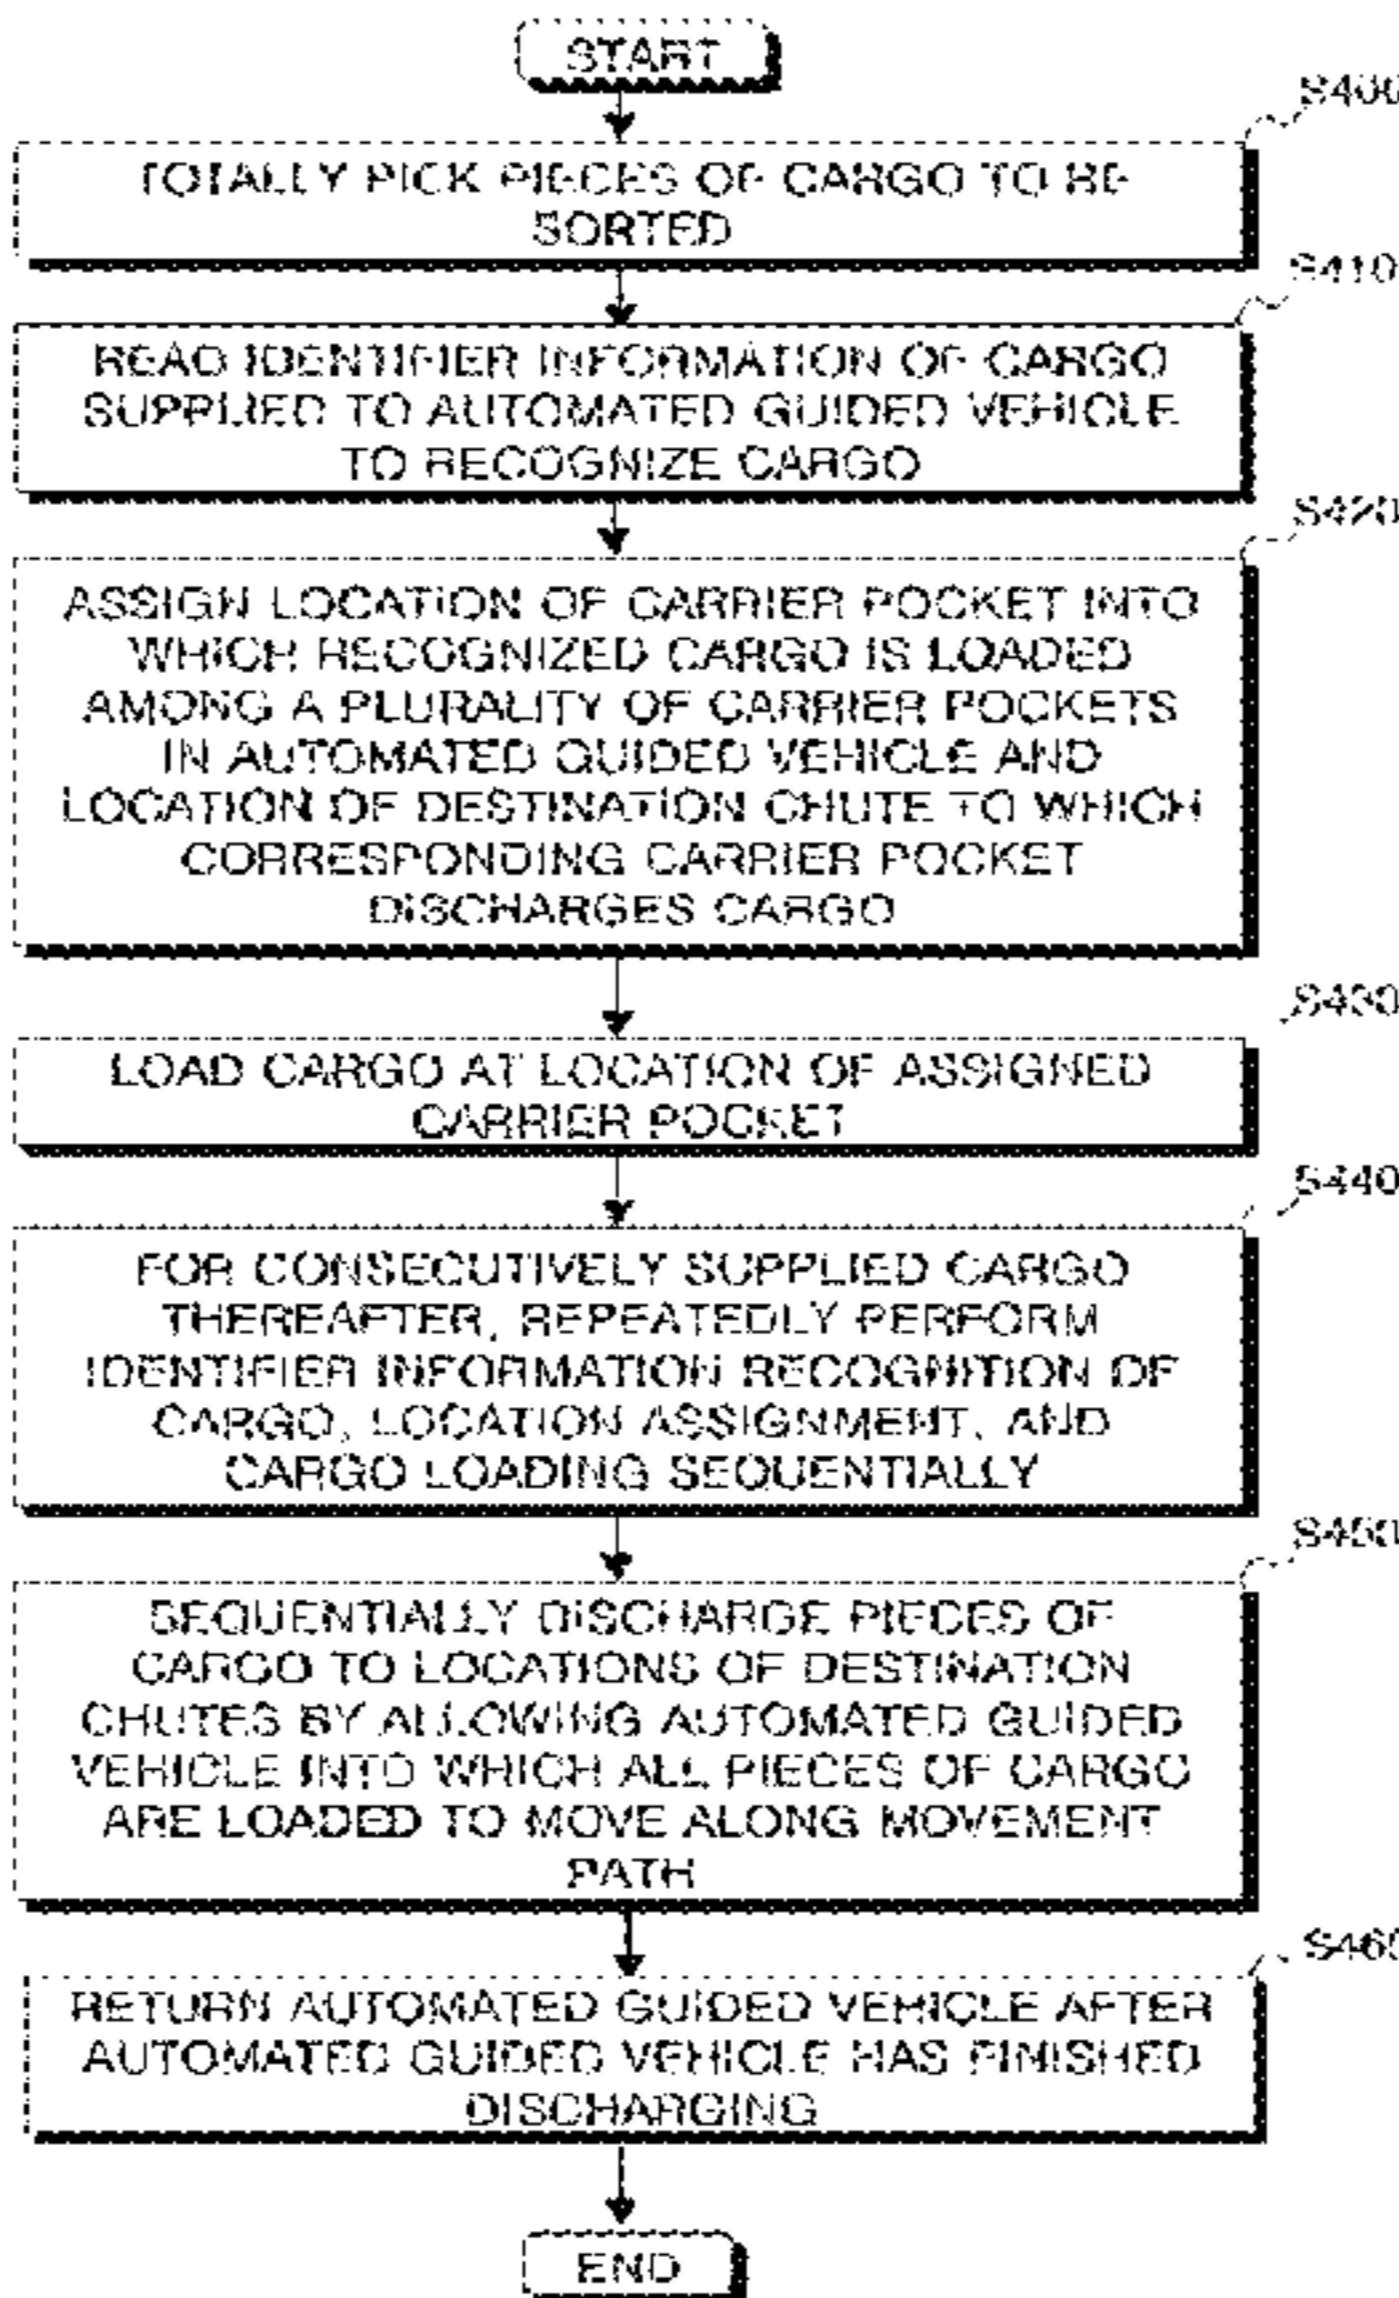 START
S400
TOTALLY PICK PIECES OF CARGO TO BE
SORTED
S410
READ IDENTIFIER INFORMATION OF CARGO
SUPPLIED TO AUTOMATED GUIDED VEHICLE
TO RECOGNIZE CARGO
S420
ASSIGN LOCATION OF CARRIER POCKET INTO
WHICH RECOGNIZED CARGO IS LOADED
AMONG A PLURALITY OF CARRIER POCKETS
IN AUTOMATED GUIDED VEHICLE AND
LOCATION OF DESTINATION CHUTE TO WHICH
CORRESPONDING CARRIER POCKET
DISCHARGES CARGO
S430
LOAD CARGO AT LOCATION OF ASSIGNED
CARRIER POCKET
S440
FOR CONSECUTIVELY SUPPLIED CARGO
THEREAFTER, REPEATEDLY PERFORM
IDENTIFIER INFORMATION RECOGNITION OF
CARGO, LOCATION ASSIGNMENT, AND
CARGO LOADING SEQUENTIALLY
S450
SEQUENTIALLY DISCHARGE PIECES OF
CARGO TO LOCATIONS OF DESTINATION
CHUTES BY ALLOWING AUTOMATED GUIDED
VEHICLE INTO WHICH ALL PIECES OF CARGO
ARE LOADED TO MOVE ALONG MOVEMENT
PATH
S460
RETURN AUTOMATED GUIDED VEHICLE AFTER
AUTOMATED GUIDED VEHICLE HAS FINISHED
DISCHARGING
END